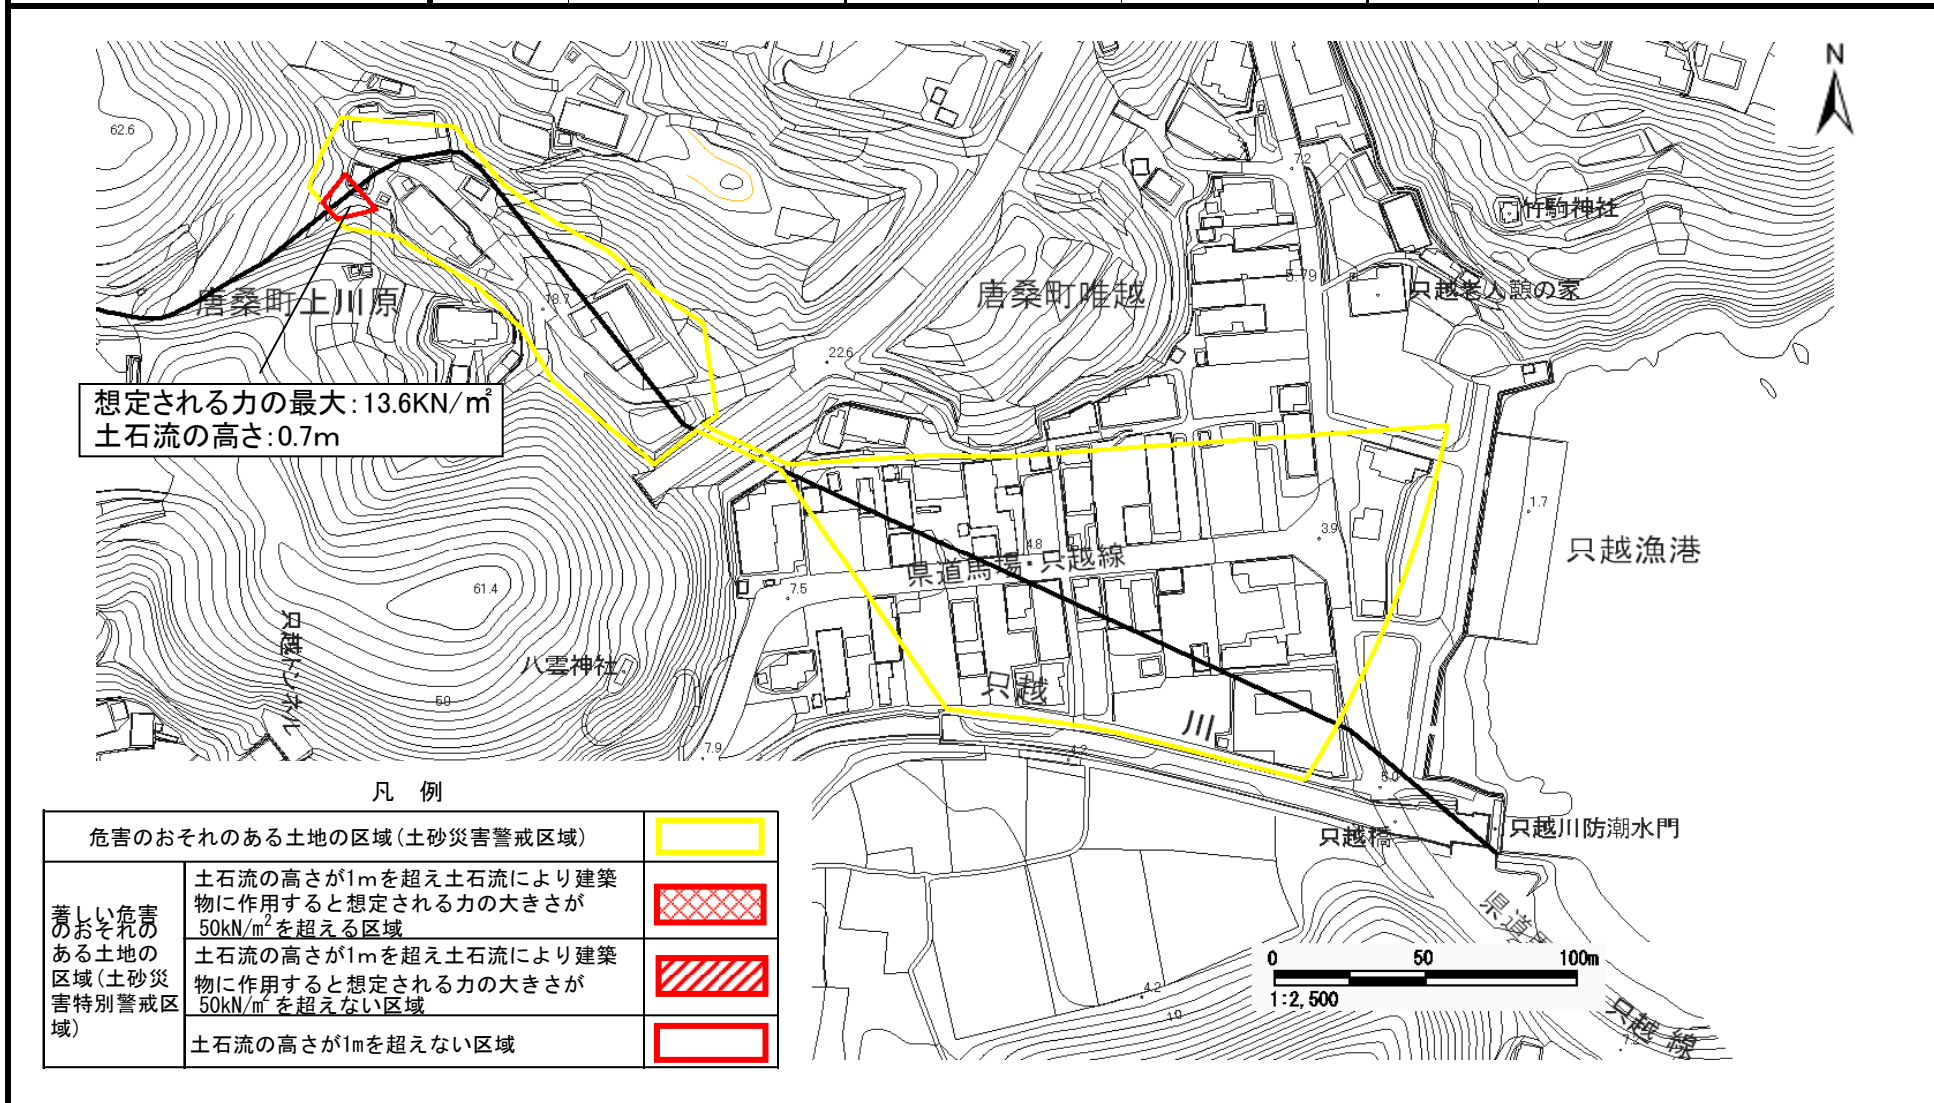 N
62.6
7.2
竹駒神社
5.79
只越老人憩の家
唐桑町唯越
唐桑町上川原
18.7
22.6
想定される力の最大:13.6KN/㎡
土石流の高さ:0.7m
1.7
3.9
只越漁港
4.8
県道馬場・只越線
61.4
7.5
只越トンネル
八雲神社
只越
川
7.9
4.2
5.0
只越橋
只越川防潮水門
凡 例
危害のおそれのある土地の区域(土砂災害警戒区域)
著しい危害
のおそれの
ある土地の
区域(土砂災
害特別警戒区
域)
土石流の高さが1mを超え土石流により建築
物に作用すると想定される力の大きさが
50kN/m²を超える区域
土石流の高さが1mを超え土石流により建築
物に作用すると想定される力の大きさが
50kN/m²を超えない区域
土石流の高さが1mを超えない区域
県道
只越線
4.2
10
0 50 100m
1:2,500